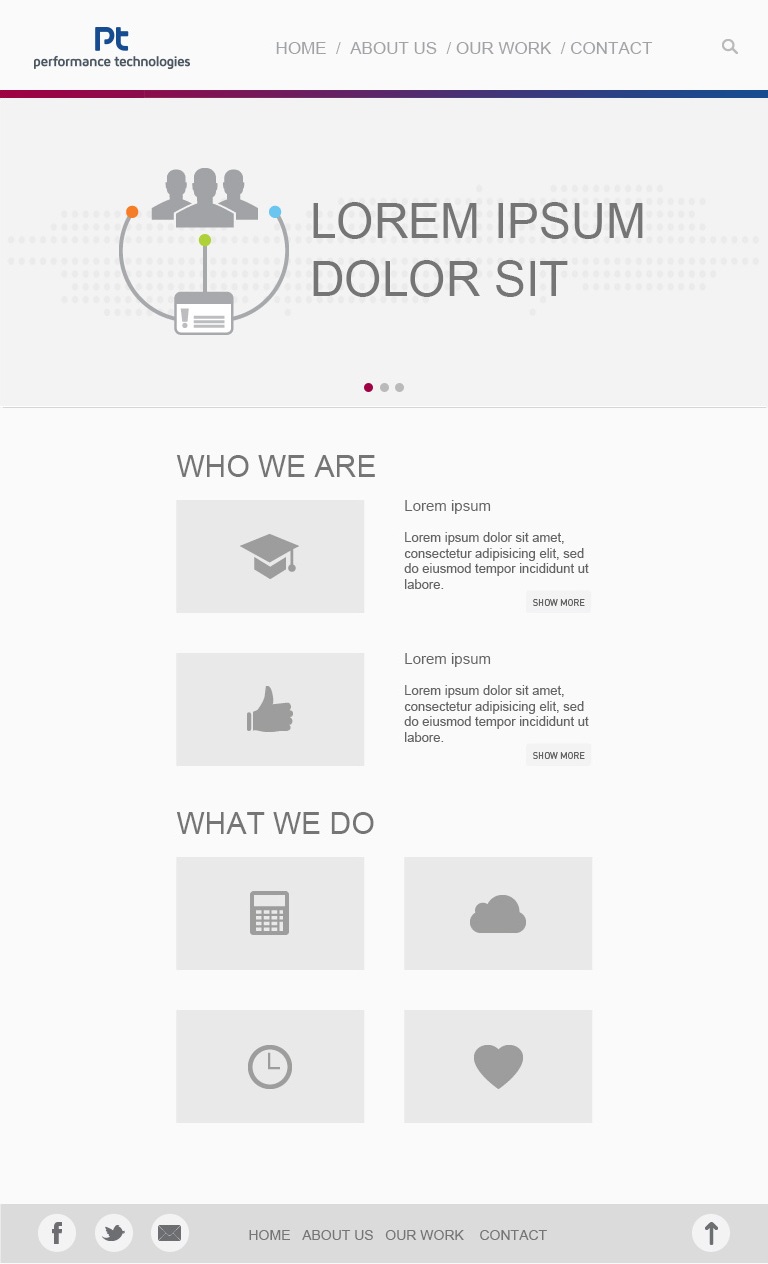 Pt
performance technologies
HOME / ABOUT US / OUR WORK / CONTACT
LOREM IPSUM
DOLOR SIT
WHO WE ARE
Lorem ipsum
Lorem ipsum dolor sit amet,
consectetur adipisicing elit, sed
do eiusmod tempor incididunt ut
labore.
SHOW MORE
Lorem ipsum
Lorem ipsum dolor sit amet,
consectetur adipisicing elit, sed
do eiusmod tempor incididunt ut
labore.
SHOW MORE
WHAT WE DO
HOME ABOUT US OUR WORK CONTACT